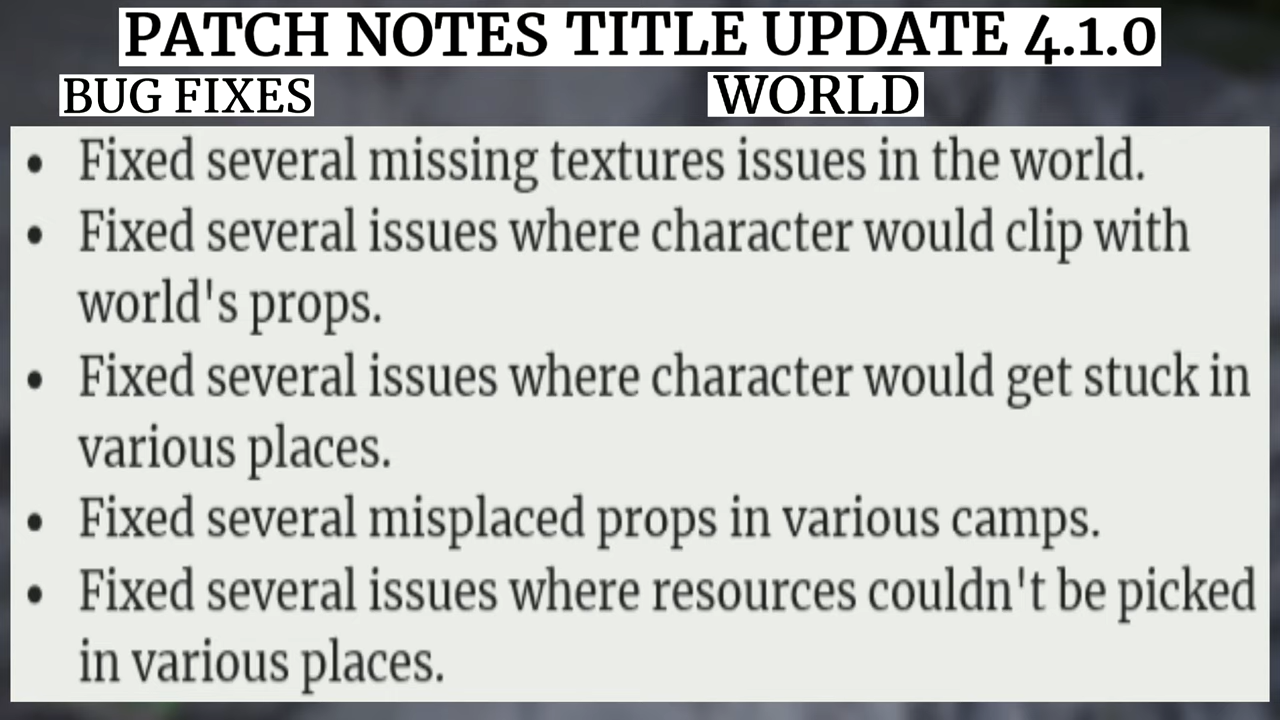 PATCH NOTES TITLE UPDATE 4.1.0
BUG FIXES
WORLD
• Fixed several missing textures issues in the world.
• Fixed several issues where character would clip with
world's props.
• Fixed several issues where character would get stuck in
various places.
• Fixed several misplaced props in various camps.
• Fixed several issues where resources couldn't be picked
in various places.